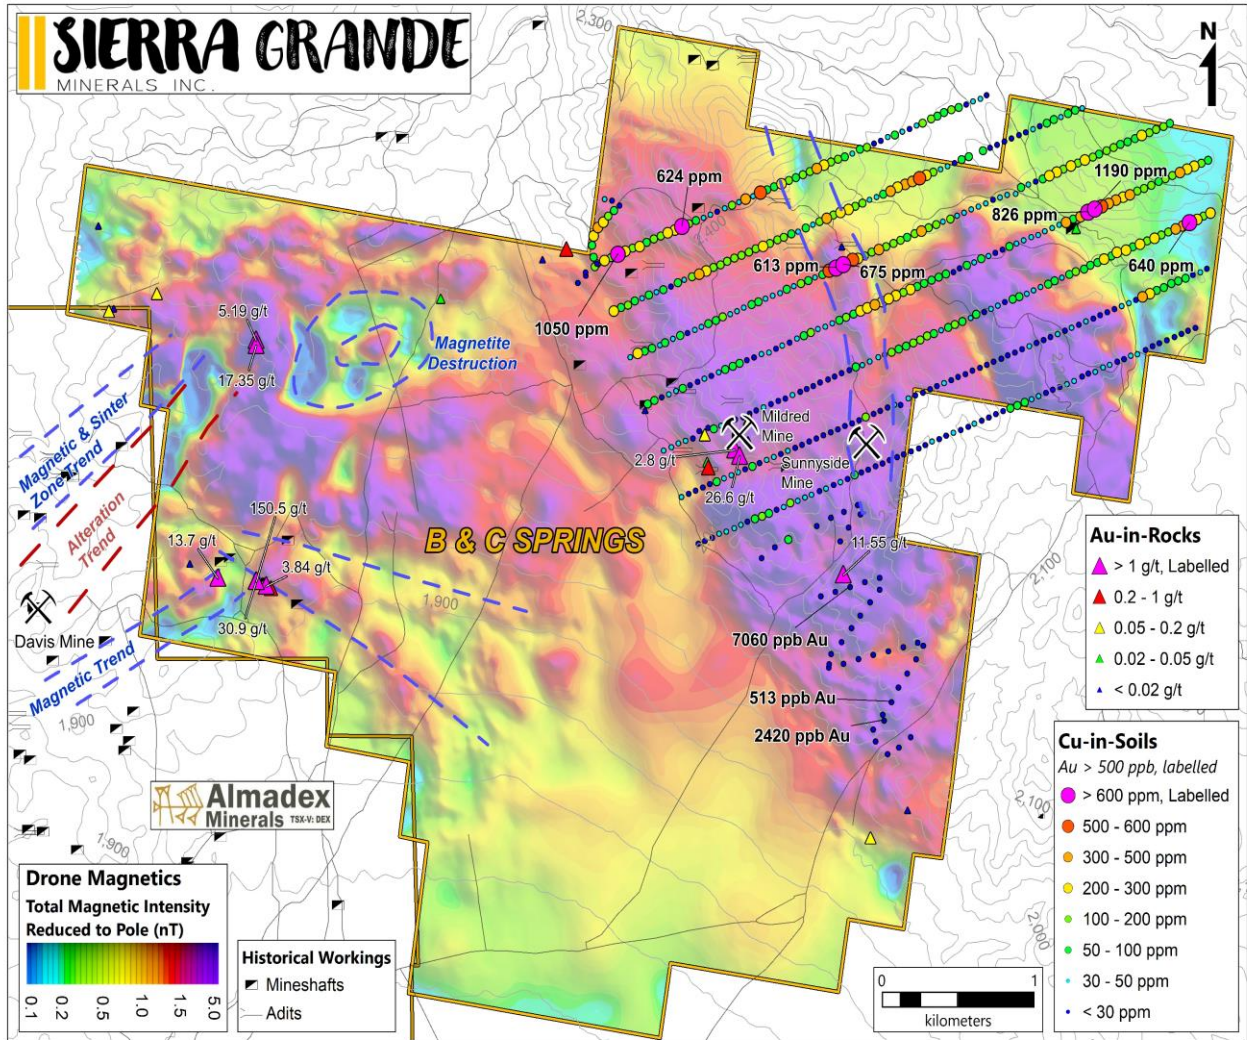 SIERRA GRANDE
MINERALS INC.
N
2,300
624 ppm
1190 ppm
2,400
826 ppm
613 ppm
675 ppm
640 ppm
1050 ppm
5.19 g/t
17.35 g/t
Magnetite
Destruction
Magnetic & Sinter
Zone Trend
Alteration
Trend
Mildred
Mine
2.8 g/t
26.6 g/t
Sunnyside
Mine
150.5 g/t
13.7 g/t
3.84 g/t
30.9 g/t
B & C SPRINGS
11.55 g/t
2,100
1,900
Davis Mine
Magnetic Trend
7060 ppb Au
513 ppb Au
2420 ppb Au
1,900
1,900
2,100
2,000
Almadex
Minerals TSX-V: DEX
Au-in-Rocks
> 1 g/t, Labelled
0.2 - 1 g/t
0.05 - 0.2 g/t
0.02 - 0.05 g/t
< 0.02 g/t
Cu-in-Soils
Au > 500 ppb, labelled
> 600 ppm, Labelled
500 - 600 ppm
300 - 500 ppm
200 - 300 ppm
100 - 200 ppm
50 - 100 ppm
30 - 50 ppm
< 30 ppm
Drone Magnetics
Total Magnetic Intensity
Reduced to Pole (nT)
0.1 0.2 0.5 1.0 1.5 5.0
Historical Workings
Mineshafts
Adits
0 1
kilometers